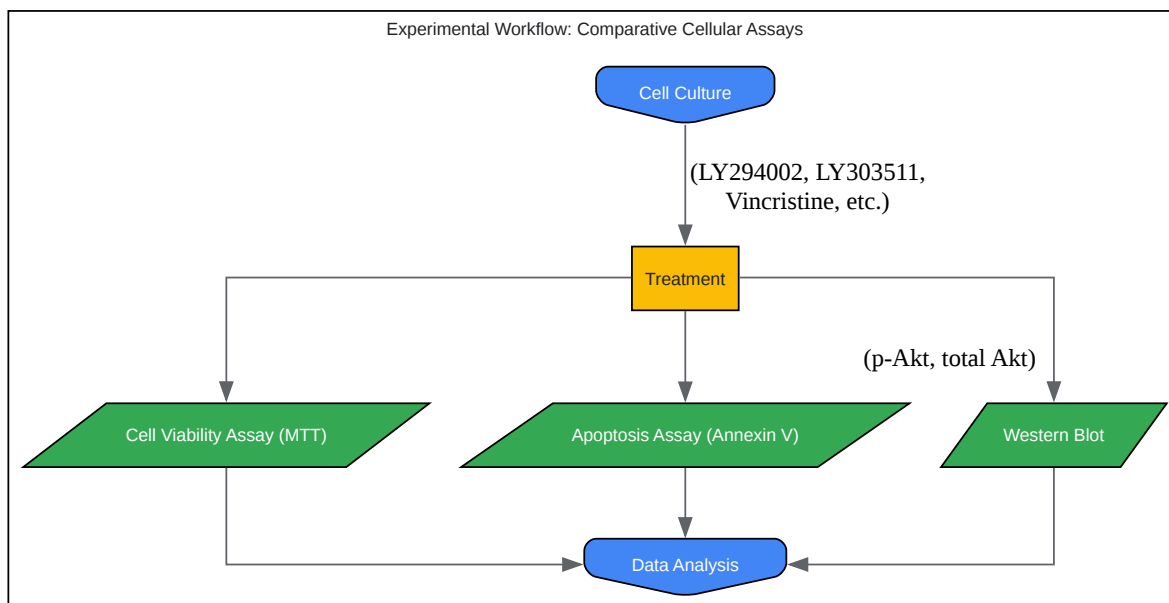 Experimental Workflow: Comparative Cellular Assays
Cell Culture
(LY294002, LY303511,
Vincristine, etc.)
Treatment
(p-Akt, total Akt)
Cell Viability Assay (MTT)
Apoptosis Assay (Annexin V)
Western Blot
Data Analysis